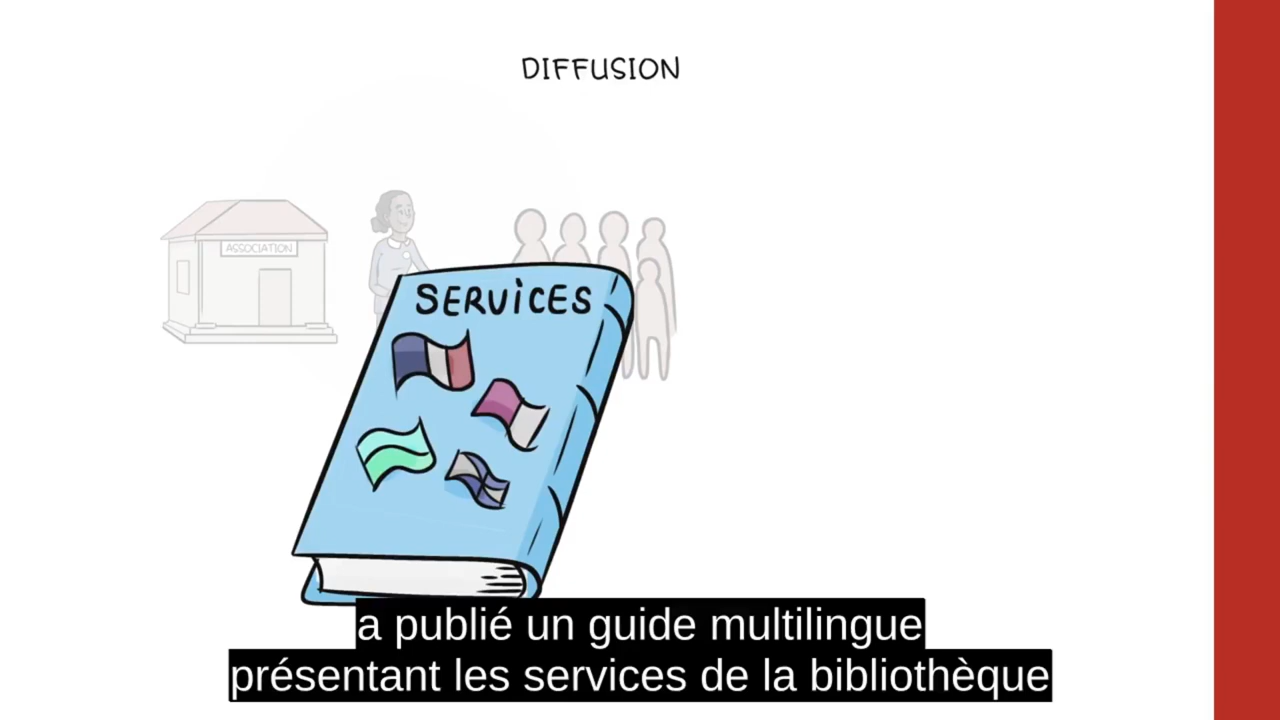 DIFFUSION
ASSOCIATION
SERVICES
a publié un guide multilingue
présentant les services de la bibliothèque